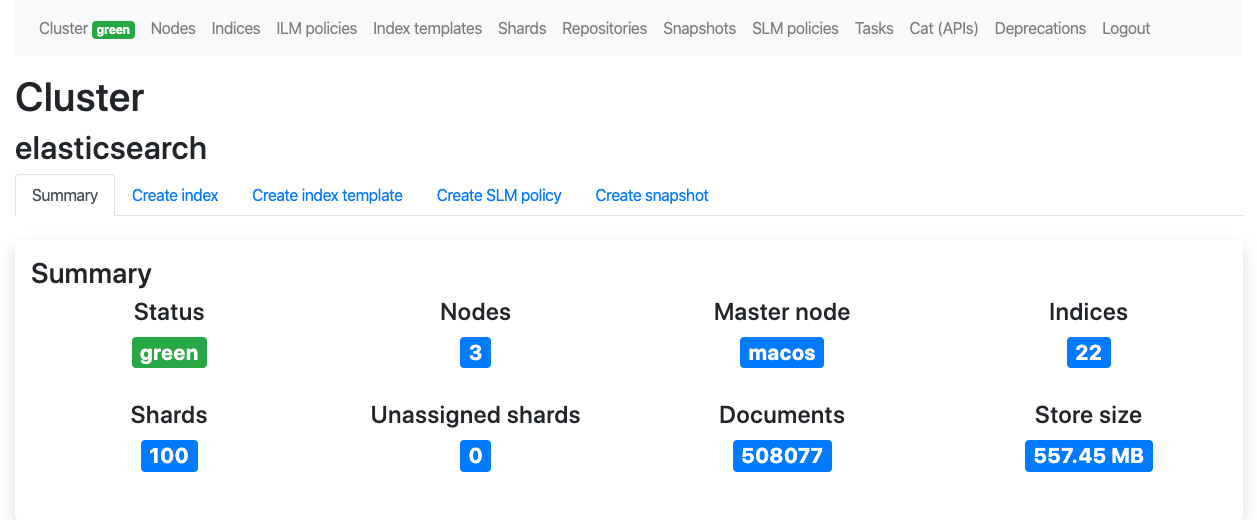 Cluster green Nodes Indices ILM policies Index templates Shards Repositories Snapshots SLM policies Tasks Cat (APIs) Deprecations Logout
Cluster
elasticsearch
Summary Create index Create index template Create SLM policy Create snapshot
Summary
Status Nodes Master node Indices
green 3 macos 22
Shards Unassigned shards Documents Store size
100 0 508077 557.45 MB